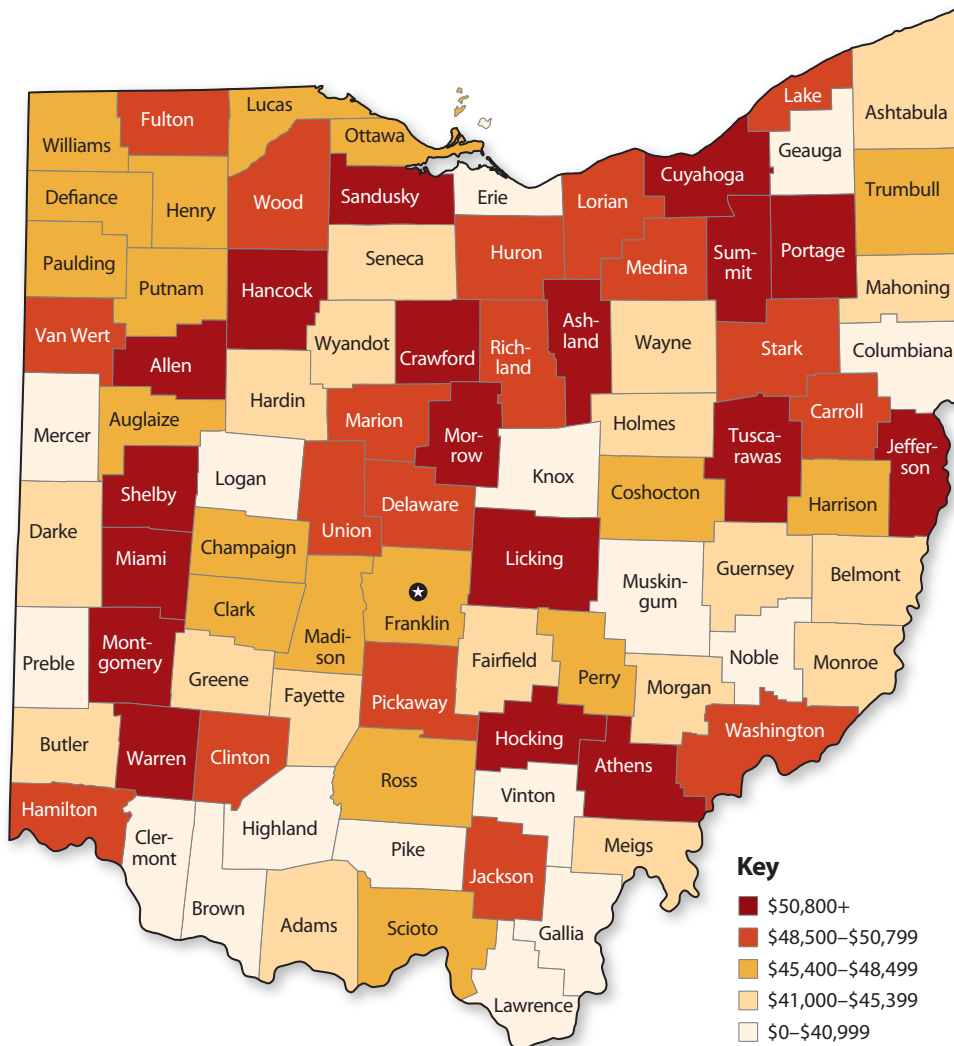 Lake
Ashtabula
Lucas
Fulton
Ottawa
Williams
Geauga
Cuyahoga
Trumbull
Defiance
Sandusky
Erie
Wood
Lorian
Henry
Huron
Sum-
mit
Portage
Seneca
Paulding
Medina
Putnam
Hancock
Mahoning
Van Wert
Ash-
land
Wyandot
Wayne
Stark
Columbiana
Crawford
Rich-
land
Allen
Hardin
Carroll
Auglaize
Marion
Holmes
Mercer
Mor-
row
Tusca-
rawas
Jeffer-
son
Logan
Knox
Shelby
Coshocton
Delaware
Harrison
Darke
Union
Champaign
Miami
Licking
Guernsey
Belmont
Muskin-
gum
Clark
Franklin
Madi-
son
Mont-
gomery
Preble
Fairfield
Noble
Monroe
Greene
Perry
Morgan
Fayette
Pickaway
Washington
Butler
Hocking
Warren
Clinton
Athens
Ross
Vinton
Hamilton
Highland
Cler-
mont
Pike
Meigs
Jackson
Brown
Adams
Scioto
Gallia
Lawrence
Key
$50,800+
$48,500–$50,799
$45,400–$48,499
$41,000–$45,399
$0–$40,999